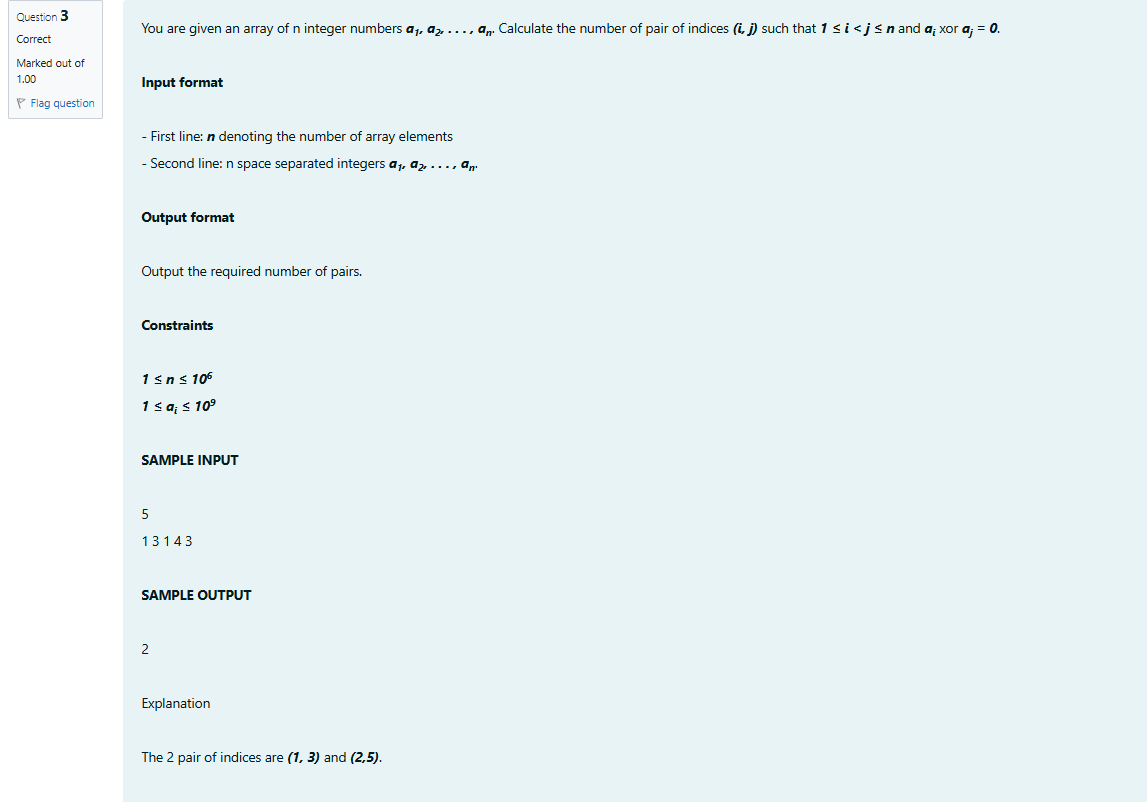 Question 3
Correct
Marked out of
1.00
Flag question
You are given an array of n integer numbers a₁, a₂, . . . , aₙ. Calculate the number of pair of indices (i, j) such that 1 ≤ i < j ≤ n and aᵢ xor aⱼ = 0.
Input format
- First line: n denoting the number of array elements
- Second line: n space separated integers a₁, a₂, . . . , aₙ.
Output format
Output the required number of pairs.
Constraints
1 ≤ n ≤ 10⁶
1 ≤ aᵢ ≤ 10⁹
SAMPLE INPUT
5
1 3 1 4 3
SAMPLE OUTPUT
2
Explanation
The 2 pair of indices are (1, 3) and (2,5).